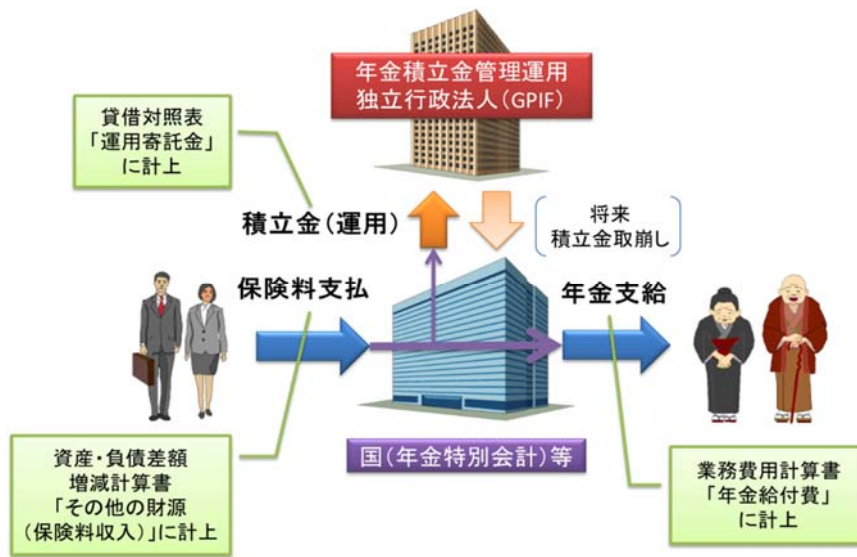 年金積立金管理運用
独立行政法人（GPIF）
貸借対照表
「運用寄託金」
に計上
積立金（運用）
将来
積立金取崩し
保険料支払
年金支給
国（年金特別会計）等
資産・負債差額
増減計算書
「その他の財源
（保険料収入）」に計上
業務費用計算書
「年金給付費」
に計上